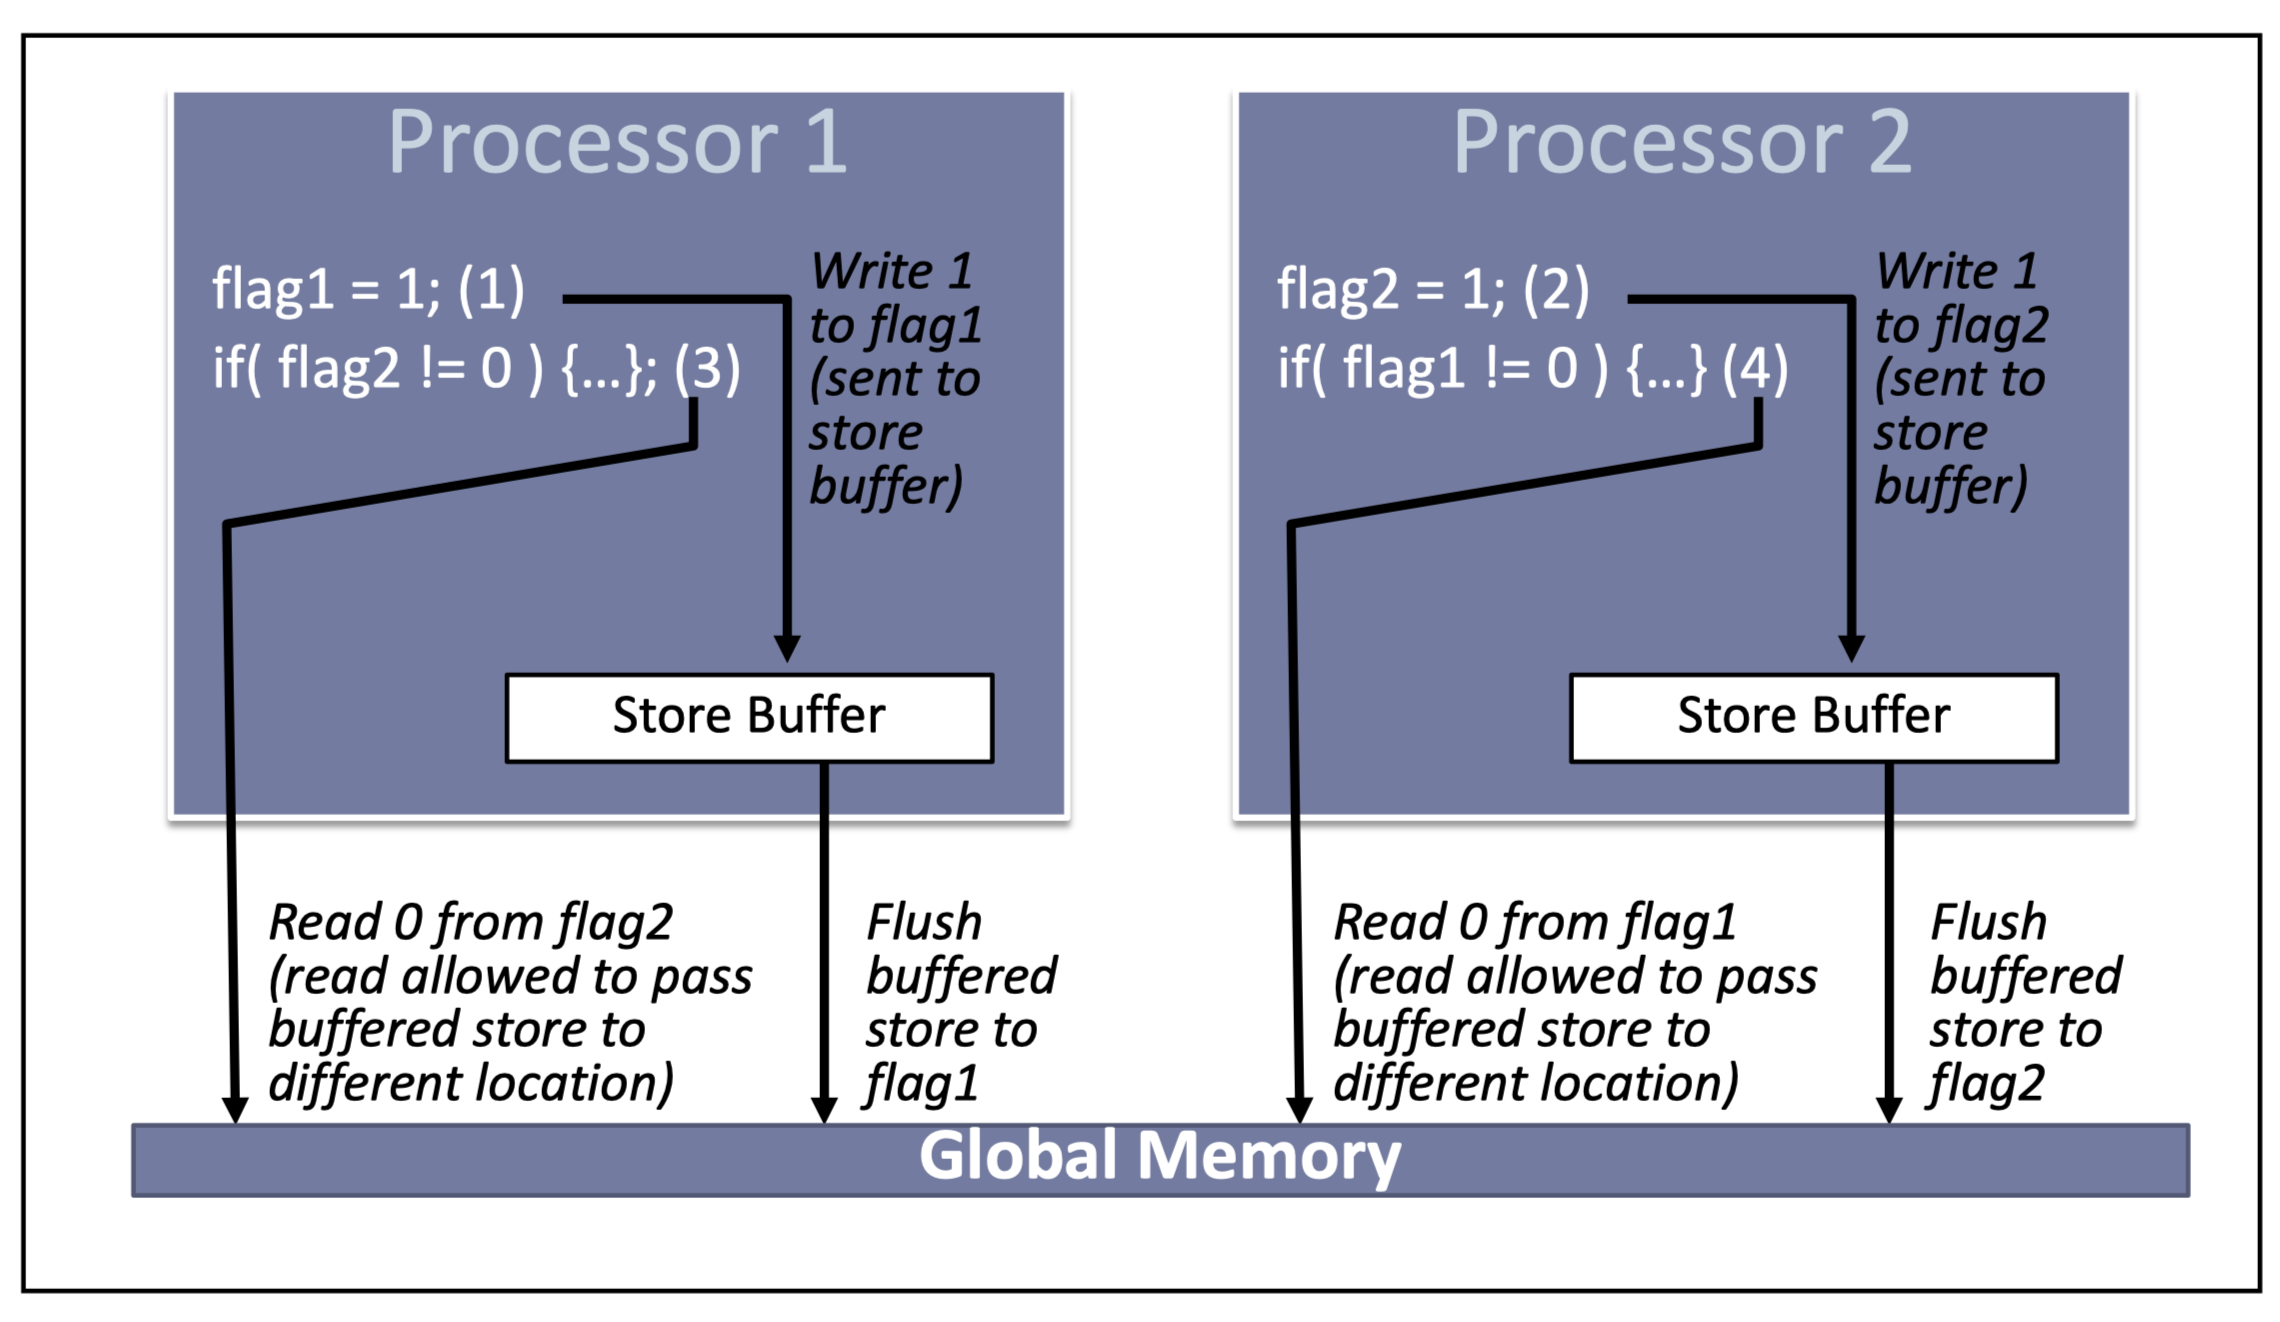 Processor 1
flag1 = 1; (1)
if( flag2 != 0 ) {...}; (3)
Write 1
to flag1
(sent to
store
buffer)
Store Buffer
Read 0 from flag2
(read allowed to pass
buffered store to
different location)
Flush
buffered
store to
flag1
Processor 2
flag2 = 1; (2)
if( flag1 != 0 ) {...} (4)
Write 1
to flag2
(sent to
store
buffer)
Store Buffer
Read 0 from flag1
(read allowed to pass
buffered store to
different location)
Flush
buffered
store to
flag2
Global Memory